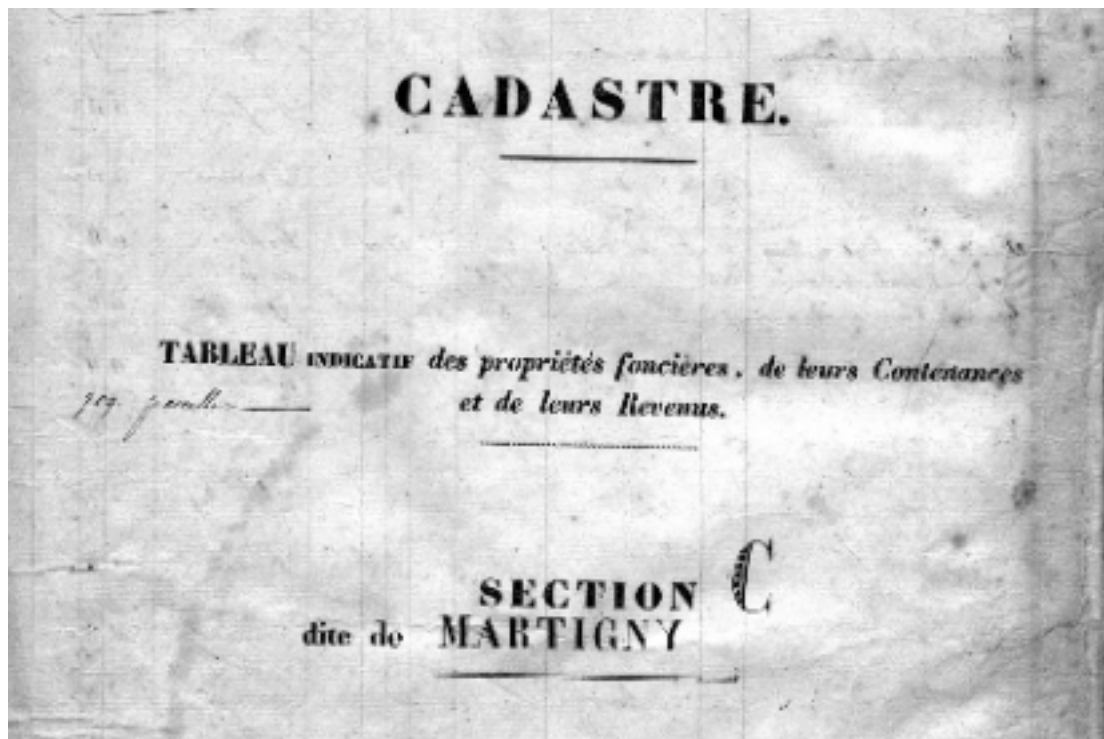 CADASTRE.
TABLEAU INDICATIF des propriétés foncières, de leurs Contenances
et de leurs Revenus.
SECTION C
dite de MARTIGNY